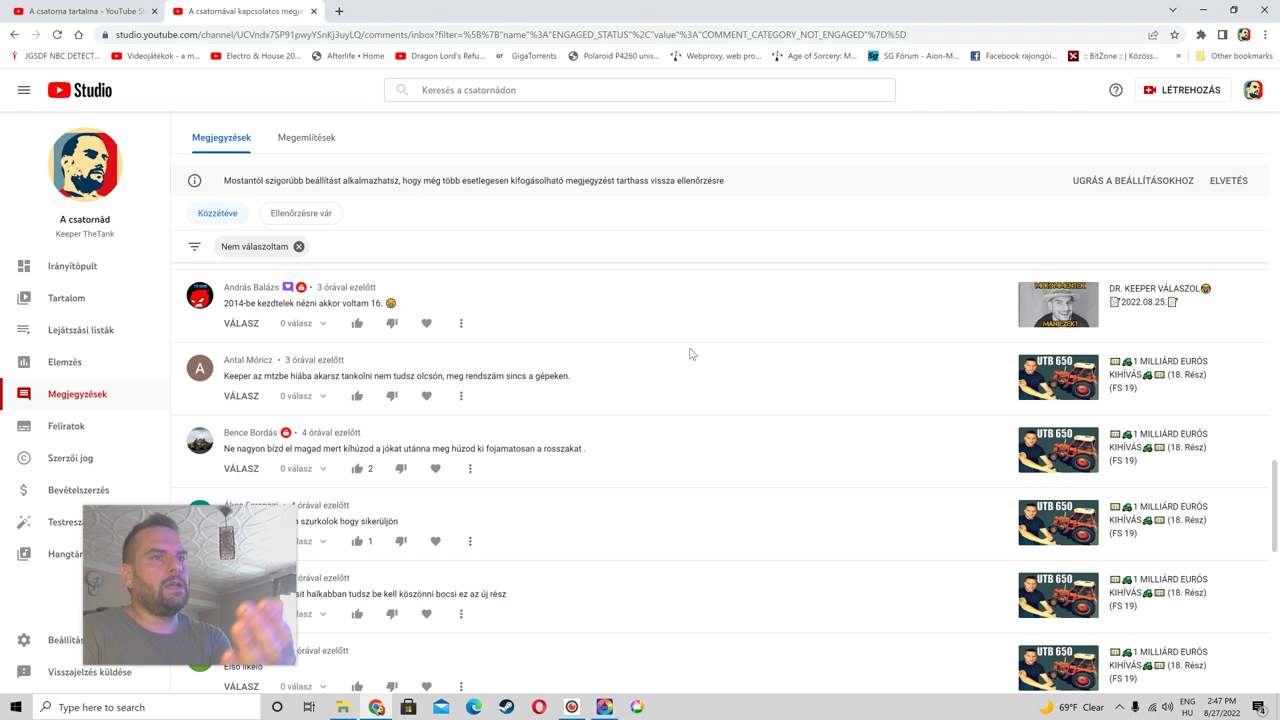 A csatorna tartalma - YouTube St
A csatornával kapcsolatos megje
studio.youtube.com/channel/UCVndx7SP91pwyYSnKj3uyLQ/comments/inbox?filter=%5B%7B"name"%3A"ENGAGED_STATUS"%2C"value"%3A"COMMENT_CATEGORY_NOT_ENGAGED"%7D%5D
JGSDF NBC DETECT...
Videojátékok - a m...
Electro & House 20...
Afterlife • Home
Dragon Lord's Refu...
GT GigaTorrents
Polaroid P4260 unis...
Webproxy, web pro...
Age of Sorcery: M...
SG Fórum - Aion-M...
Facebook rajongói...
:: BitZone :: | Közöss...
»
Other bookmarks
Studio
Keresés a csatornádon
LÉTREHOZÁS
Megjegyzések
Megemlítések
Mostantól szigorúbb beállítást alkalmazhatsz, hogy még több esetlegesen kifogásolható megjegyzést tarthass vissza ellenőrzésre
UGRÁS A BEÁLLÍTÁSOKHOZ
ELVETÉS
Közzétéve
Ellenőrzésre vár
Nem válaszoltam
A csatornád
Keeper TheTank
Irányítópult
Tartalom
Lejátszási listák
Elemzés
Megjegyzések
Feliratok
Szerzői jog
Bevételszerzés
Testresz
Hangtár
Beállítás
Visszajelzés küldése
András Balázs • 3 órával ezelőtt
2014-be kezdtelek nézni akkor voltam 16.
VÁLASZ 0 válasz
MI KOMMENTEK
MAN EZEK?
DR. KEEPER VÁLASZOL
2022.08.25.
Antal Móricz • 3 órával ezelőtt
Keeper az mtzbe hiába akarsz tankolni nem tudsz olcsón, meg rendszám sincs a gépeken.
VÁLASZ 0 válasz
UTB 650
1 MILLIÁRD EURÓS
KIHÍVÁS (18. Rész)
(FS 19)
Bence Bordás • 4 órával ezelőtt
Ne nagyon bízd el magad mert kihúzod a jókat utánna meg húzod ki fojamatosan a rosszakat .
VÁLASZ 0 válasz 2
UTB 650
1 MILLIÁRD EURÓS
KIHÍVÁS (18. Rész)
(FS 19)
órával ezelőtt
szurkolok hogy sikerüljön
lasz 1
UTB 650
1 MILLIÁRD EURÓS
KIHÍVÁS (18. Rész)
(FS 19)
órával ezelőtt
sit halkabban tudsz be kell köszönni bocsi ez az új rész
lasz
UTB 650
1 MILLIÁRD EURÓS
KIHÍVÁS (18. Rész)
(FS 19)
órával ezelőtt
Első likelő
VÁLASZ 0 válasz
UTB 650
1 MILLIÁRD EURÓS
KIHÍVÁS (18. Rész)
Type here to search
69°F Clear
ENG
HU
2:47 PM
8/27/2022
4